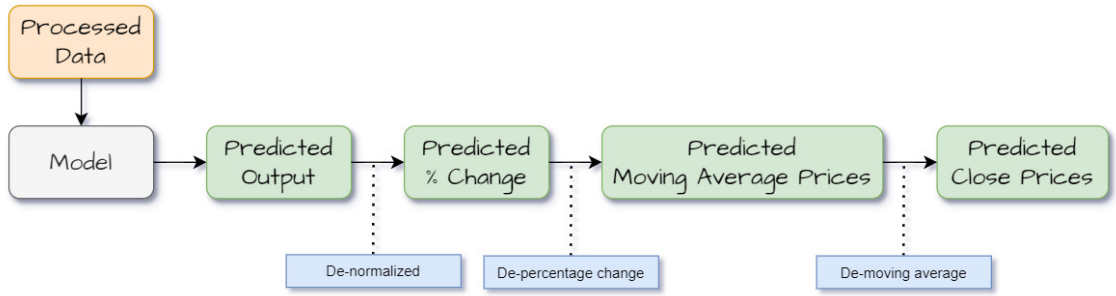 Processed
Data
Model
Predicted
Output
Predicted
% Change
Predicted
Moving Average Prices
Predicted
Close Prices
De-normalized
De-percentage change
De-moving average